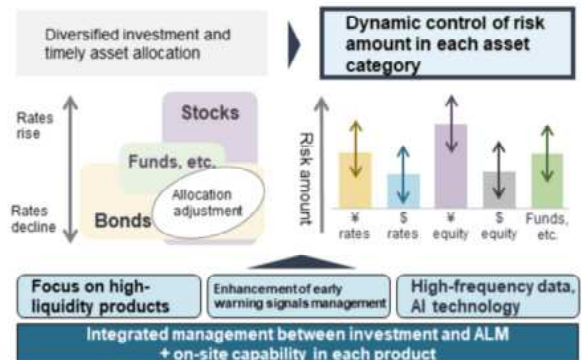 Diversified investment and
timely asset allocation
Dynamic control of risk
amount in each asset
category
Rates
rise
Rates
decline
Stocks
Funds, etc.
Allocation
adjustment
Bonds
Risk amount
¥
rates
$
rates
¥
equity
$
equity
Funds,
etc.
Focus on high-
liquidity products
Enhancement of early
warning signals management
High-frequency data,
AI technology
Integrated management between investment and ALM
+ on-site capability in each product